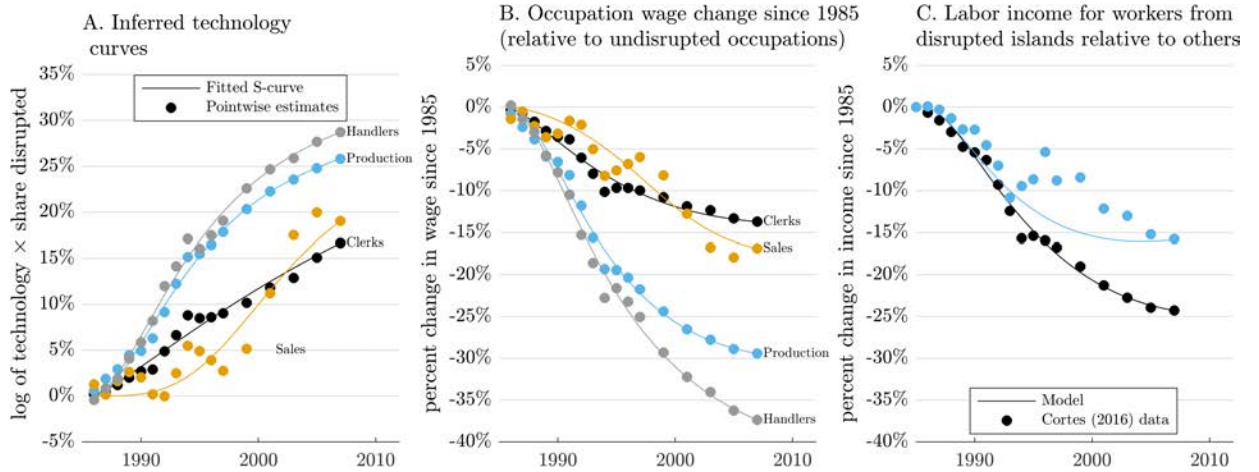 A. Inferred technology
curves
log of technology × share disrupted
35%
30%
25%
20%
15%
10%
5%
0%
-5%
Fitted S-curve
Pointwise estimates
Handlers
Production
Clerks
Sales
1990
2000
2010
B. Occupation wage change since 1985
(relative to undisrupted occupations)
percent change in wage since 1985
5%
0%
-5%
-10%
-15%
-20%
-25%
-30%
-35%
-40%
Clerks
Sales
Production
Handlers
1990
2000
2010
C. Labor income for workers from
disrupted islands relative to others
percent change in income since 1985
5%
0%
-5%
-10%
-15%
-20%
-25%
-30%
-35%
-40%
Model
Cortes (2016) data
1990
2000
2010